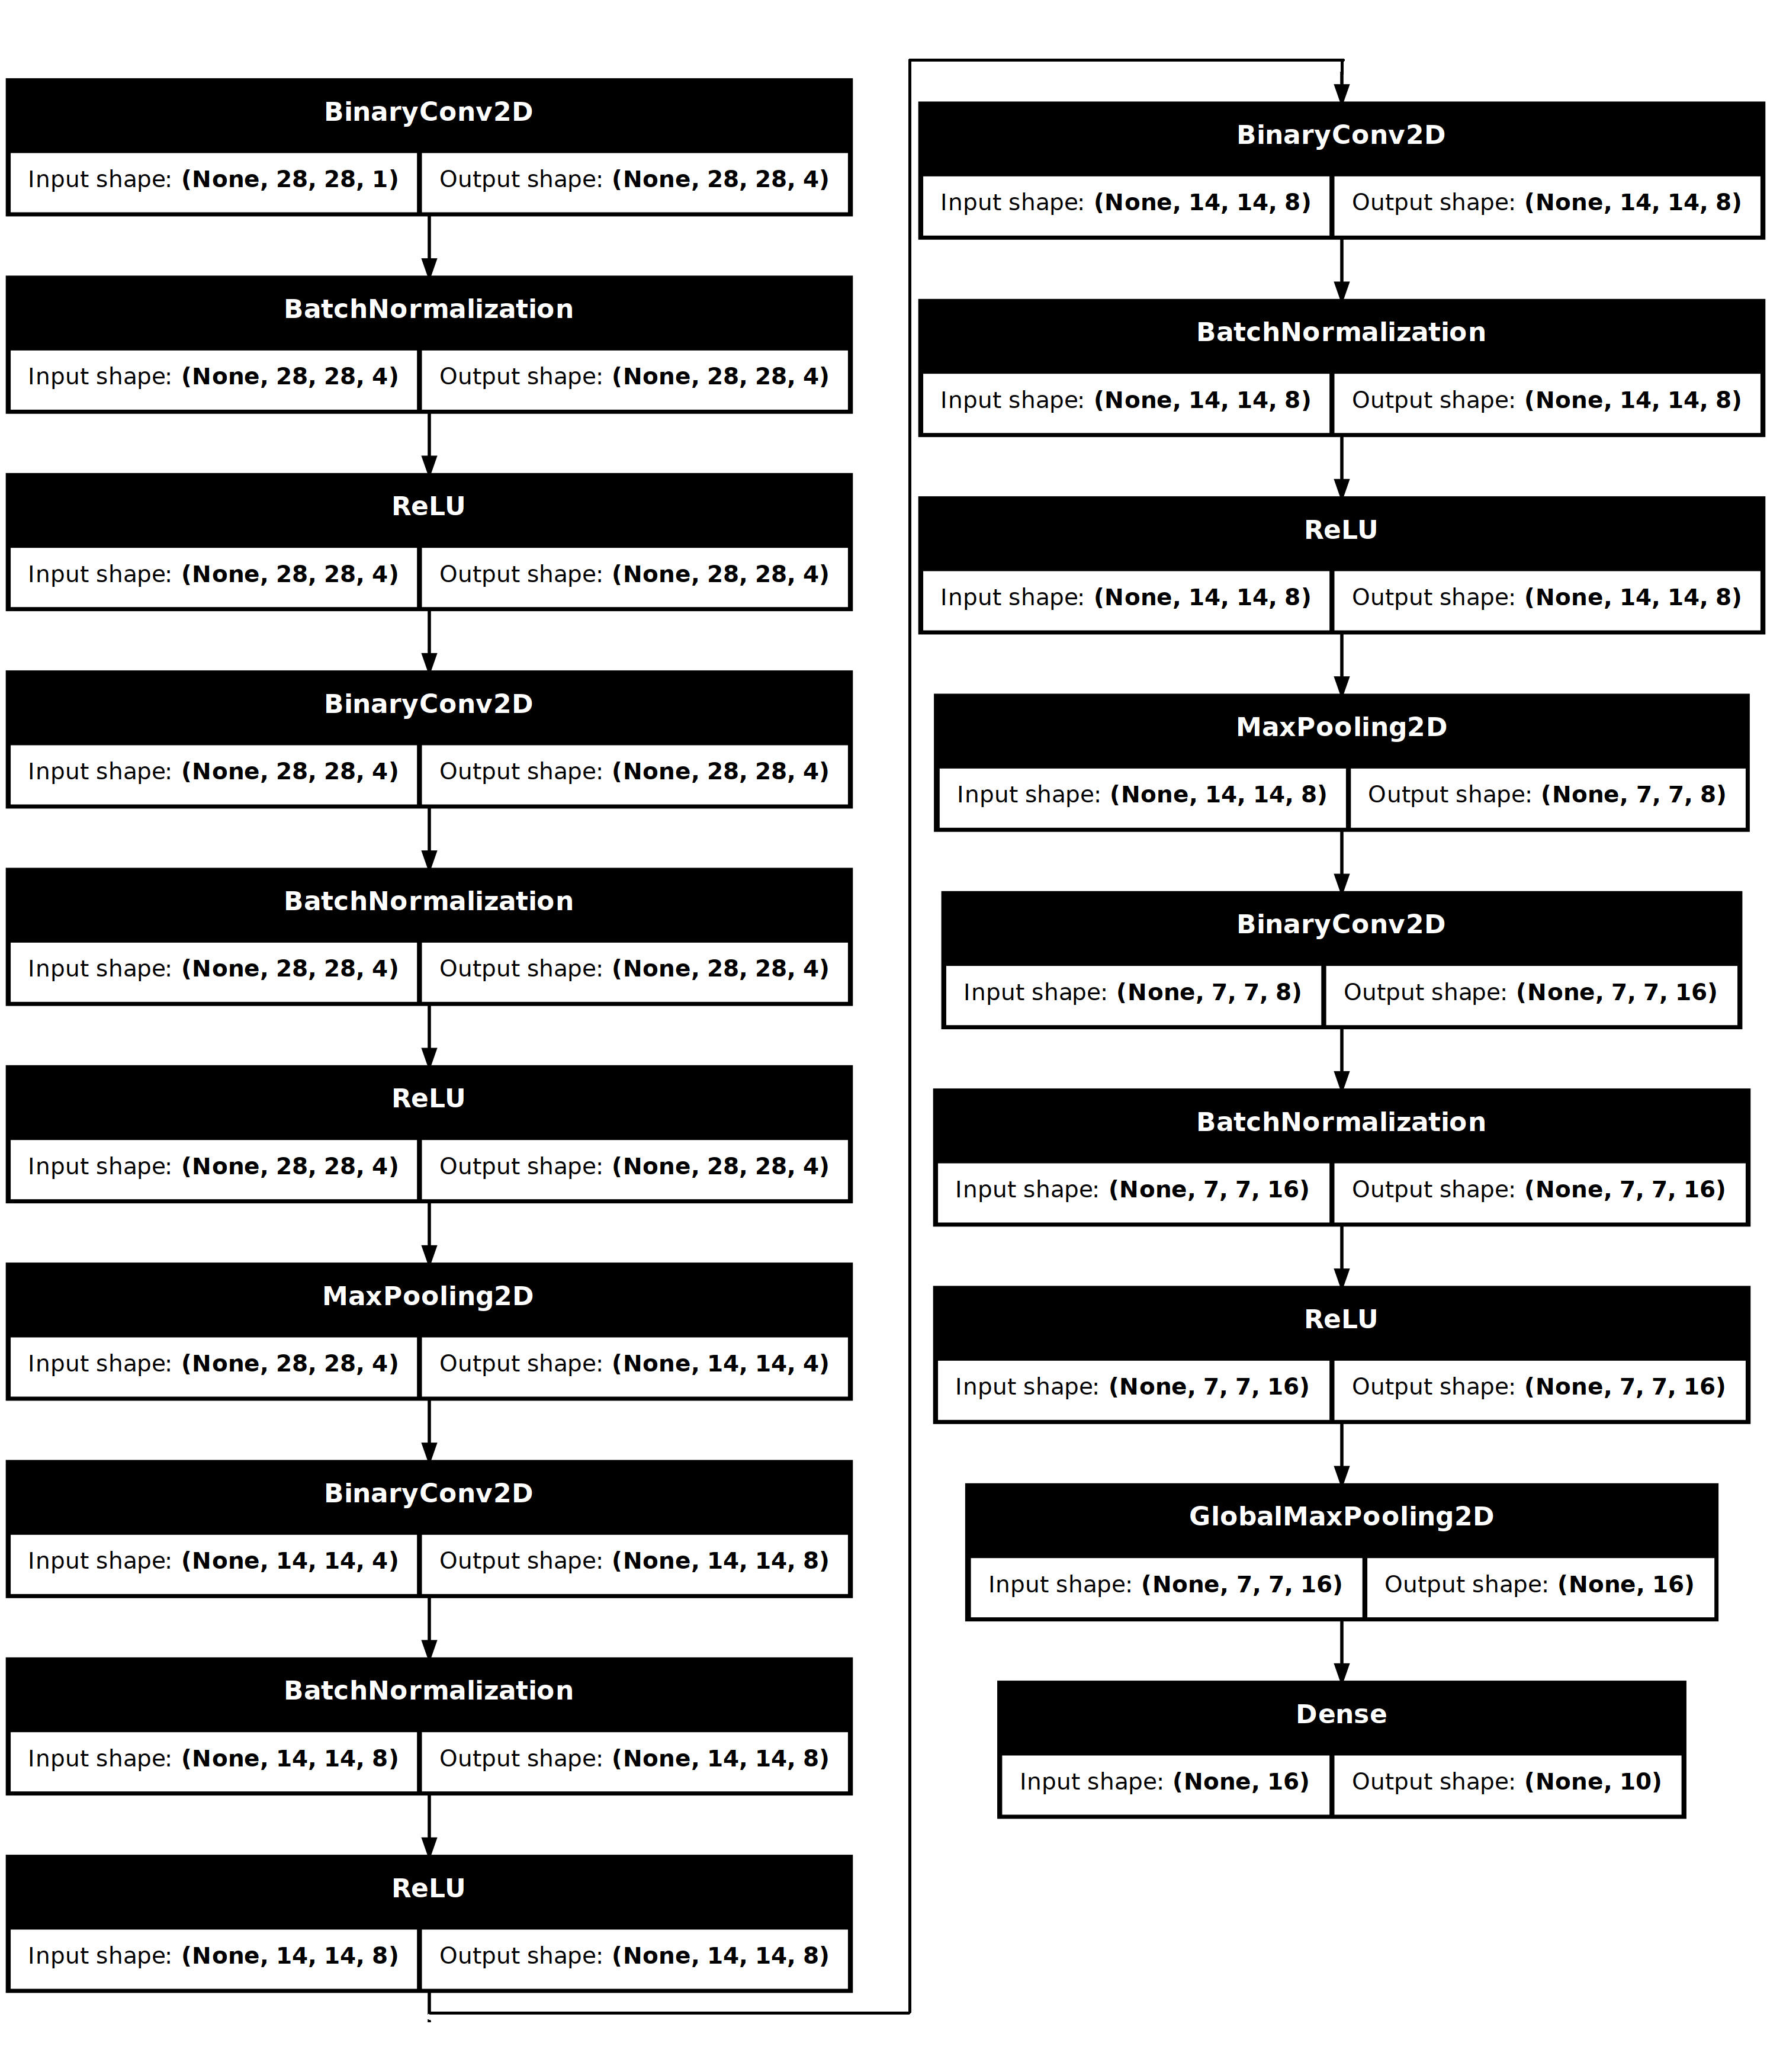 BinaryConv2D
Input shape: (None, 28, 28, 1) Output shape: (None, 28, 28, 4)
BatchNormalization
Input shape: (None, 28, 28, 4) Output shape: (None, 28, 28, 4)
ReLU
Input shape: (None, 28, 28, 4) Output shape: (None, 28, 28, 4)
BinaryConv2D
Input shape: (None, 28, 28, 4) Output shape: (None, 28, 28, 4)
BatchNormalization
Input shape: (None, 28, 28, 4) Output shape: (None, 28, 28, 4)
ReLU
Input shape: (None, 28, 28, 4) Output shape: (None, 28, 28, 4)
MaxPooling2D
Input shape: (None, 28, 28, 4) Output shape: (None, 14, 14, 4)
BinaryConv2D
Input shape: (None, 14, 14, 4) Output shape: (None, 14, 14, 8)
BatchNormalization
Input shape: (None, 14, 14, 8) Output shape: (None, 14, 14, 8)
ReLU
Input shape: (None, 14, 14, 8) Output shape: (None, 14, 14, 8)
BinaryConv2D
Input shape: (None, 14, 14, 8) Output shape: (None, 14, 14, 8)
BatchNormalization
Input shape: (None, 14, 14, 8) Output shape: (None, 14, 14, 8)
ReLU
Input shape: (None, 14, 14, 8) Output shape: (None, 14, 14, 8)
MaxPooling2D
Input shape: (None, 14, 14, 8) Output shape: (None, 7, 7, 8)
BinaryConv2D
Input shape: (None, 7, 7, 8) Output shape: (None, 7, 7, 16)
BatchNormalization
Input shape: (None, 7, 7, 16) Output shape: (None, 7, 7, 16)
ReLU
Input shape: (None, 7, 7, 16) Output shape: (None, 7, 7, 16)
GlobalMaxPooling2D
Input shape: (None, 7, 7, 16) Output shape: (None, 16)
Dense
Input shape: (None, 16) Output shape: (None, 10)